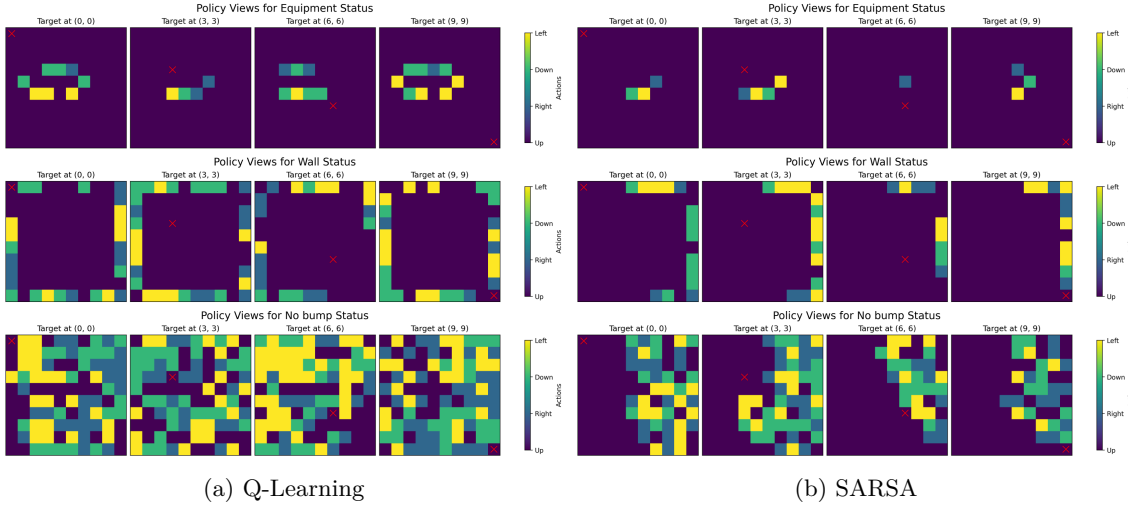 Policy Views for Equipment Status
Target at (0, 0) Target at (3, 3) Target at (6, 6) Target at (9, 9)
Left
Down
Right
Up
Actions
Policy Views for Wall Status
Target at (0, 0) Target at (3, 3) Target at (6, 6) Target at (9, 9)
Left
Down
Right
Up
Actions
Policy Views for No bump Status
Target at (0, 0) Target at (3, 3) Target at (6, 6) Target at (9, 9)
Left
Down
Right
Up
Actions
(a) Q-Learning
Policy Views for Equipment Status
Target at (0, 0) Target at (3, 3) Target at (6, 6) Target at (9, 9)
Left
Down
Right
Up
Policy Views for Wall Status
Target at (0, 0) Target at (3, 3) Target at (6, 6) Target at (9, 9)
Left
Down
Right
Up
Policy Views for No bump Status
Target at (0, 0) Target at (3, 3) Target at (6, 6) Target at (9, 9)
Left
Down
Right
Up
(b) SARSA